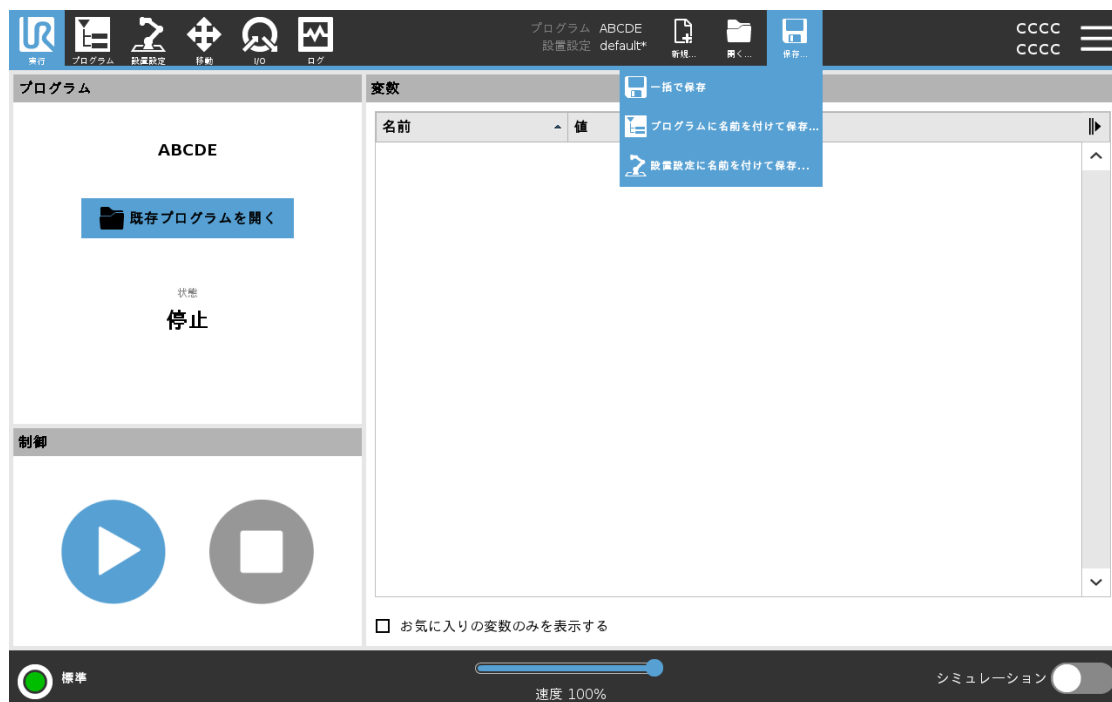 プログラム ABCDE
設置設定 default*
実行
プログラム
設置設定
移動
I/O
ログ
新規...
開く...
保存...
CCCC
CCCC
一括で保存
プログラムに名前を付けて保存...
設置設定に名前を付けて保存...
プログラム
変数
名前
値
ABCDE
既存プログラムを開く
状態
停止
制御
お気に入りの変数のみを表示する
標準
速度 100%
シミュレーション